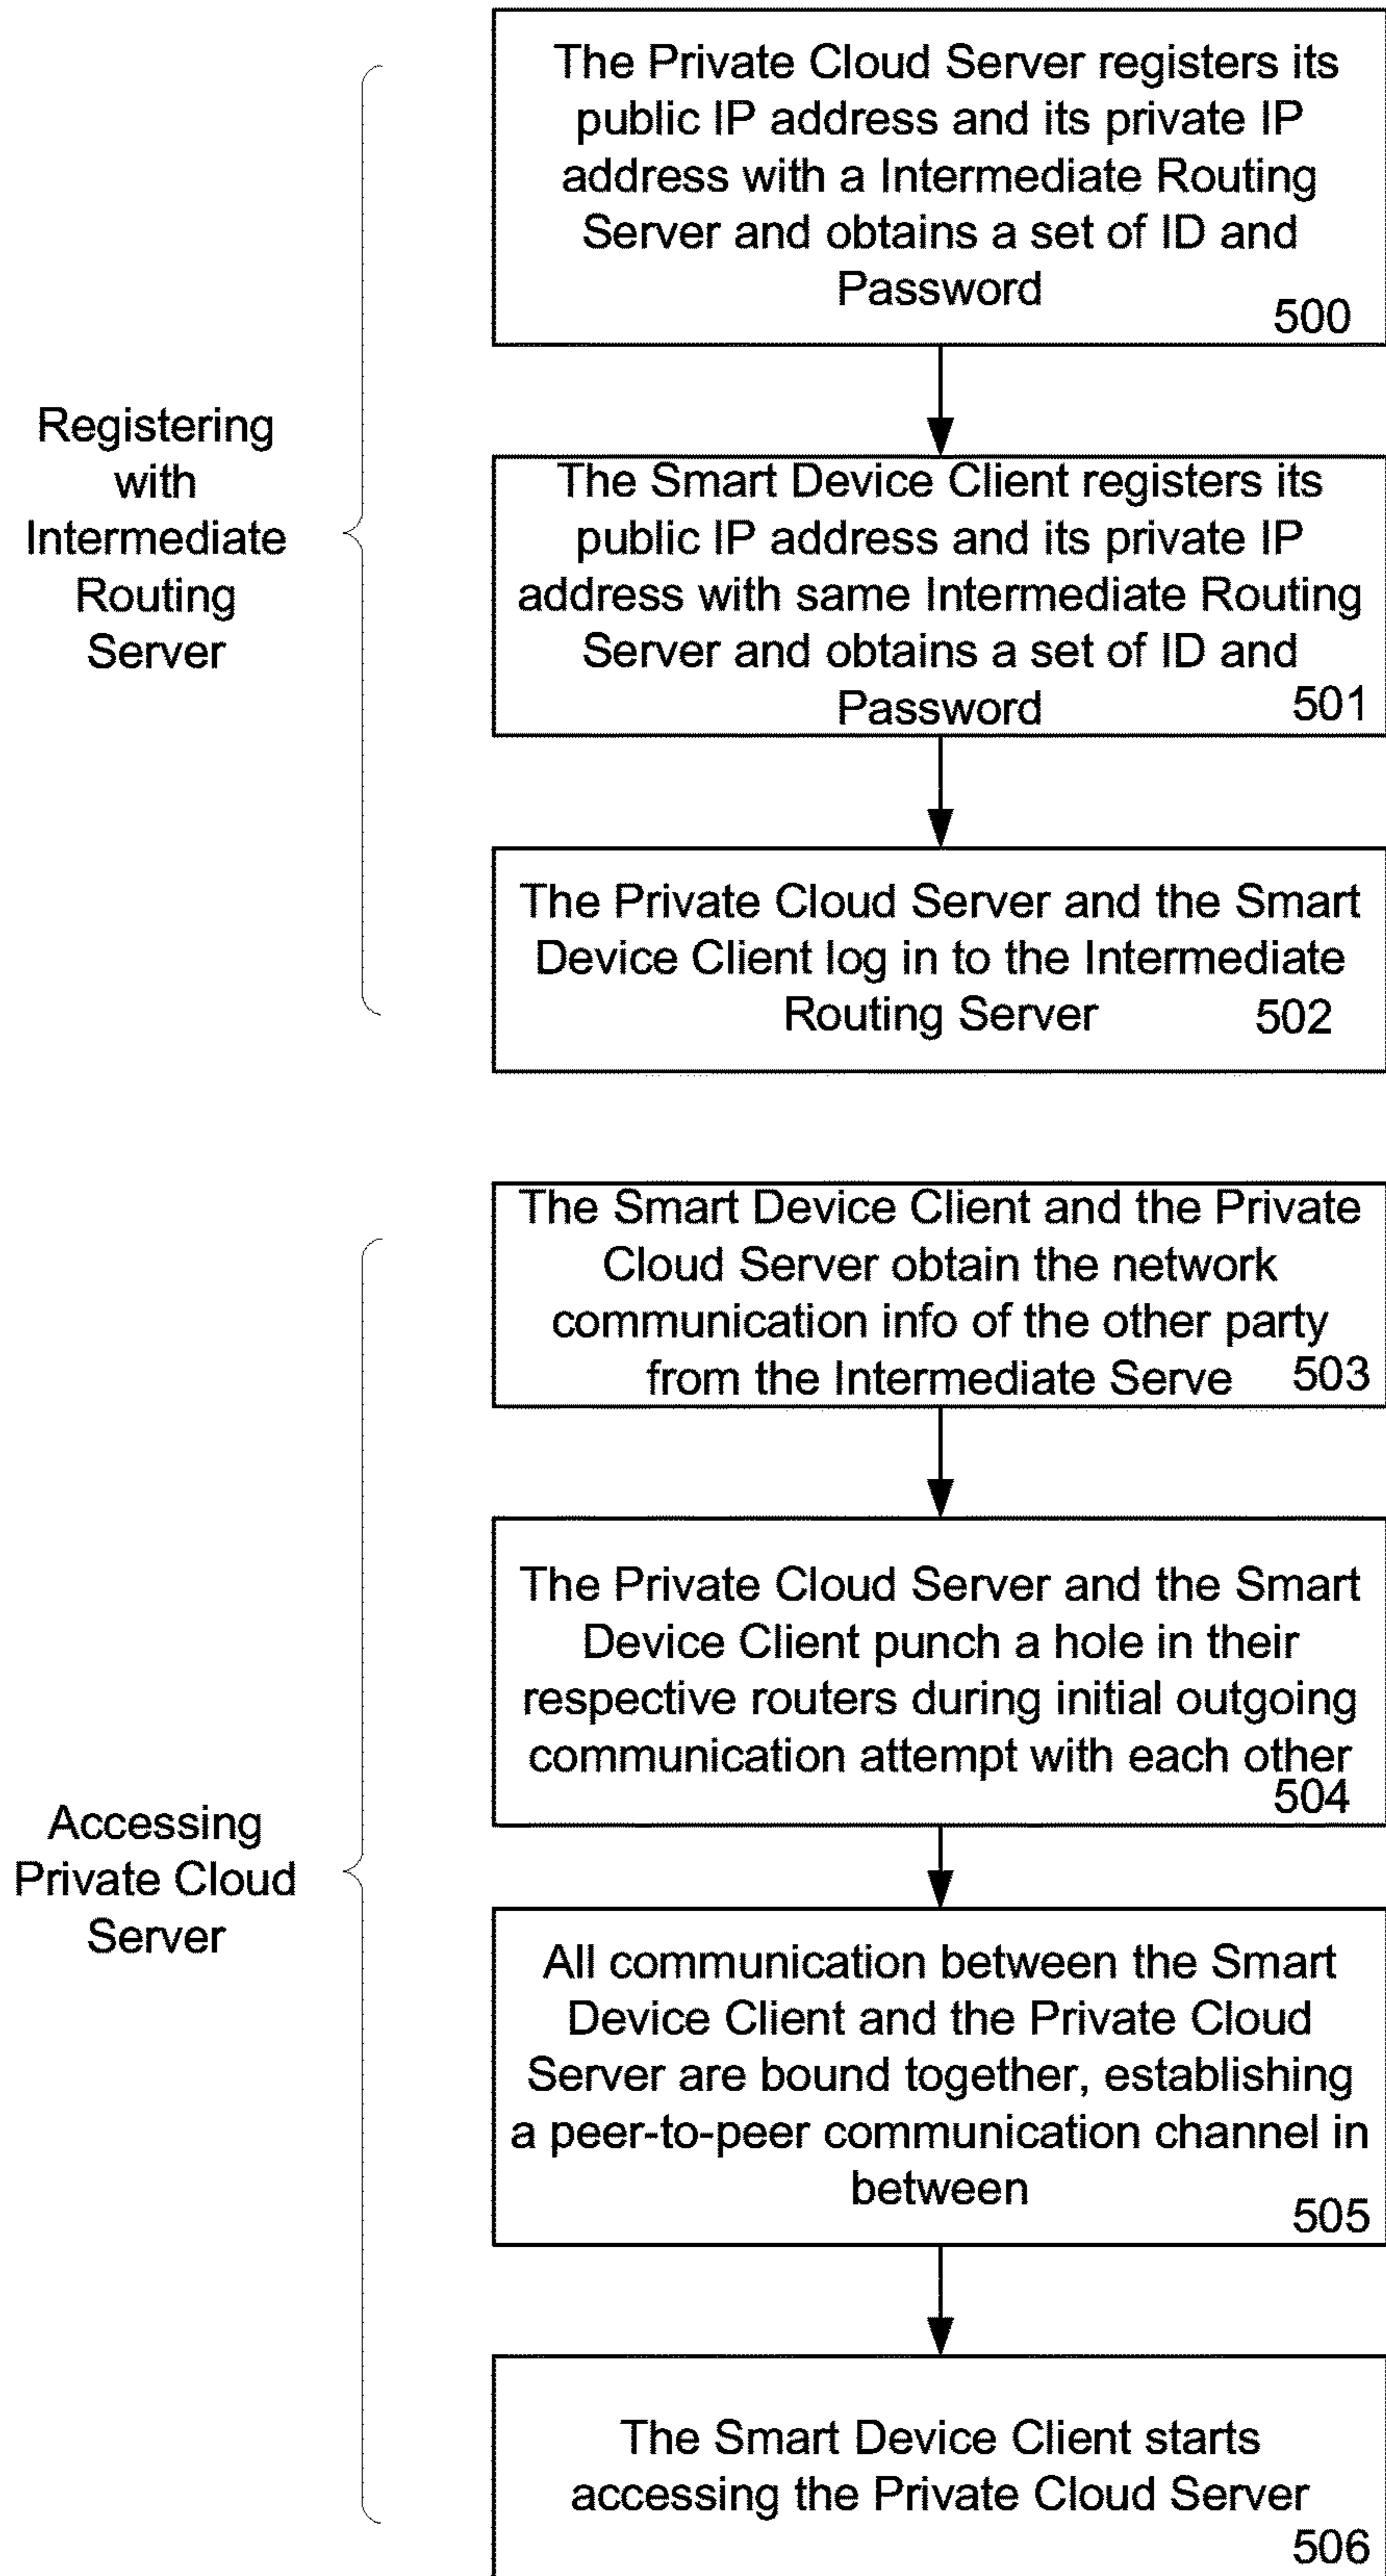 The Private Cloud Server registers its
public IP address and its private IP
address with a Intermediate Routing
Server and obtains a set of ID and
Password
500
Registering
with
Intermediate
Routing
Server
The Smart Device Client registers its
public IP address and its private IP
address with same Intermediate Routing
Server and obtains a set of ID and
Password
501
The Private Cloud Server and the Smart
Device Client log in to the Intermediate
Routing Server
502
The Smart Device Client and the Private
Cloud Server obtain the network
communication info of the other party
from the Intermediate Serve
503
The Private Cloud Server and the Smart
Device Client punch a hole in their
respective routers during initial outgoing
communication attempt with each other
504
Accessing
Private Cloud
Server
All communication between the Smart
Device Client and the Private Cloud
Server are bound together, establishing
a peer-to-peer communication channel in
between
505
The Smart Device Client starts
accessing the Private Cloud Server
506